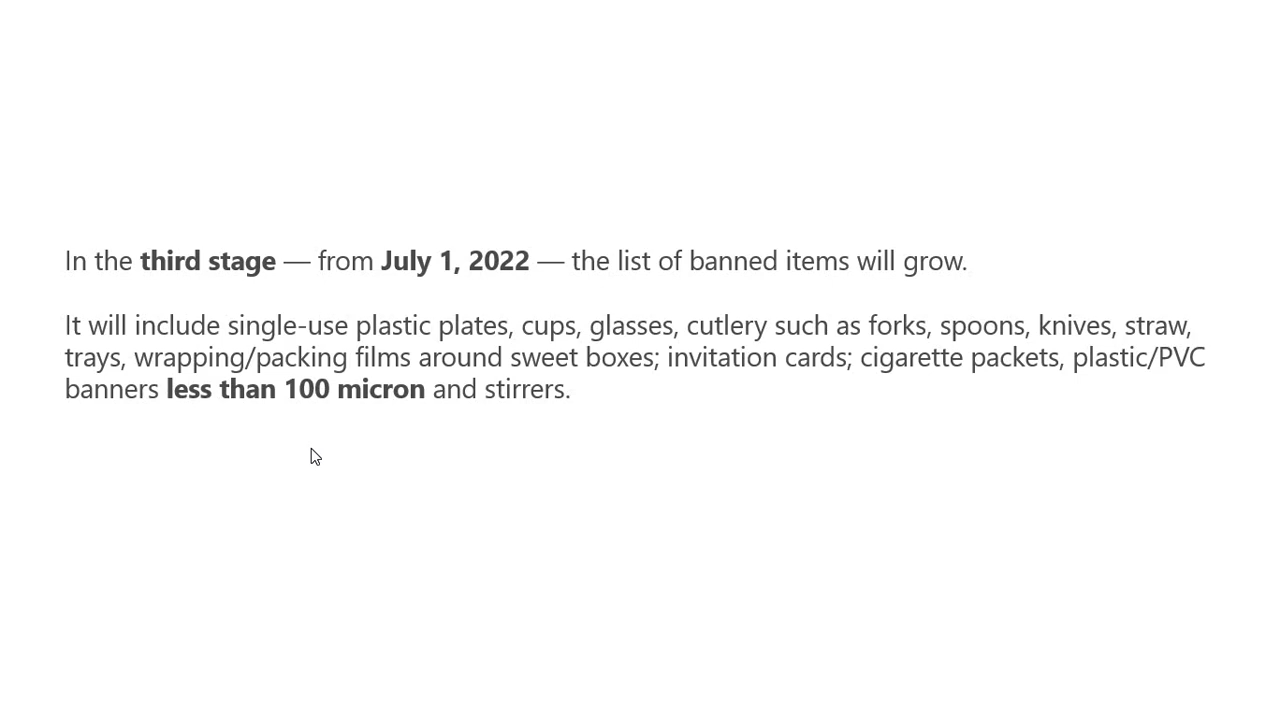 In the third stage — from July 1, 2022 — the list of banned items will grow.
It will include single-use plastic plates, cups, glasses, cutlery such as forks, spoons, knives, straw,
trays, wrapping/packing films around sweet boxes; invitation cards; cigarette packets, plastic/PVC
banners less than 100 micron and stirrers.